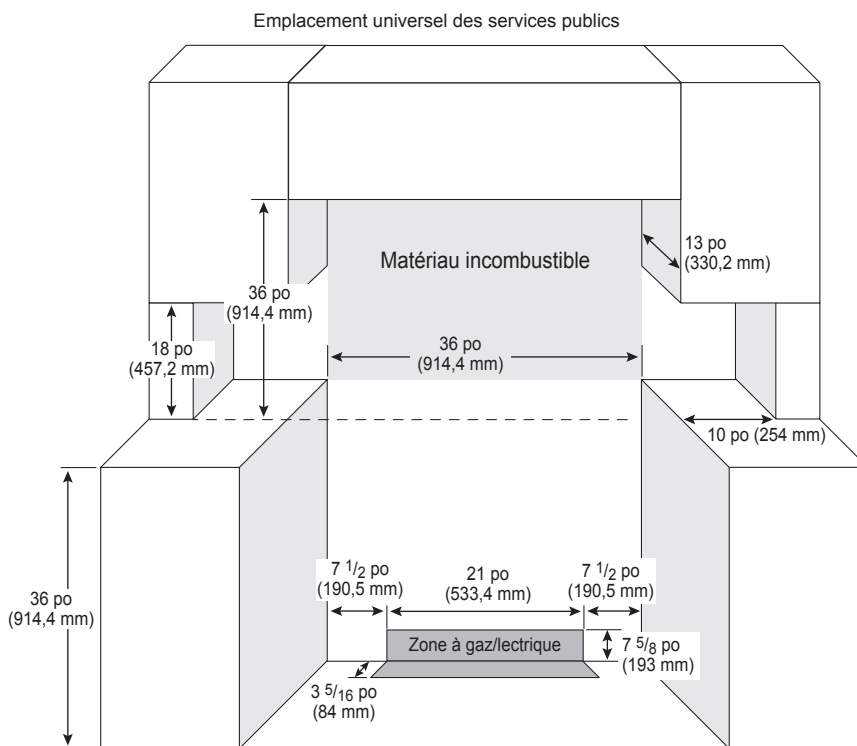 Emplacement universel des services publics
13 po
(330,2 mm)
Matériau incombustible
36 po
(914,4 mm)
18 po
(457,2 mm)
36 po
(914,4 mm)
10 po (254 mm)
7 1/2 po
(190,5 mm)
21 po
(533,4 mm)
7 1/2 po
(190,5 mm)
36 po
(914,4 mm)
Zone à gaz/lectrique
7 5/8 po
(193 mm)
3 5/16 po
(84 mm)